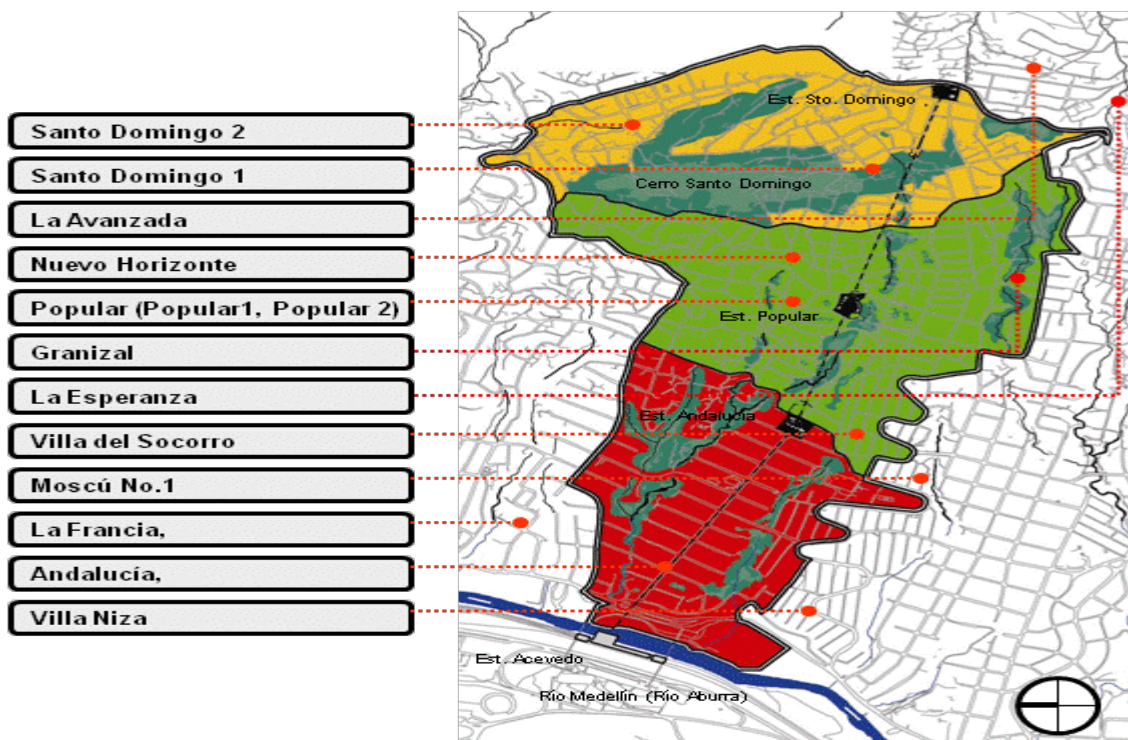 Santo Domingo 2
Santo Domingo 1
La Avanzada
Nuevo Horizonte
Popular (Popular1, Popular 2)
Granizal
La Esperanza
Villa del Socorro
Moscú No.1
La Francia,
Andalucía,
Villa Niza
Est. Sto. Domingo
Cerro Santo Domingo
Est. Popular
Est. Andalucía
Est. Acevedo
Río Medellín (Río Aburra)